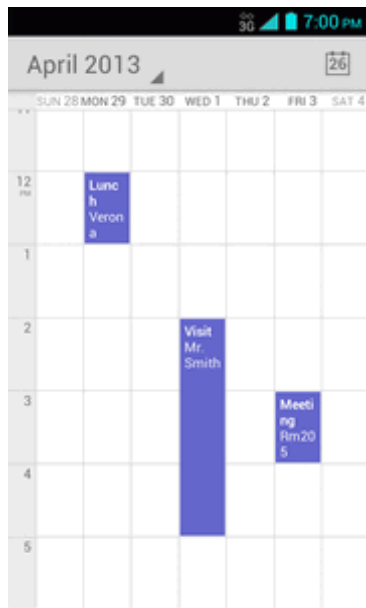 3G 7:00 PM
April 2013 26
SUN 28 MON 29 TUE 30 WED 1 THU 2 FRI 3 SAT 4
12
PM
Lunc
h
Veron
a
1
2
Visit
Mr.
Smith
3
Meeti
ng
Rm20
5
4
5